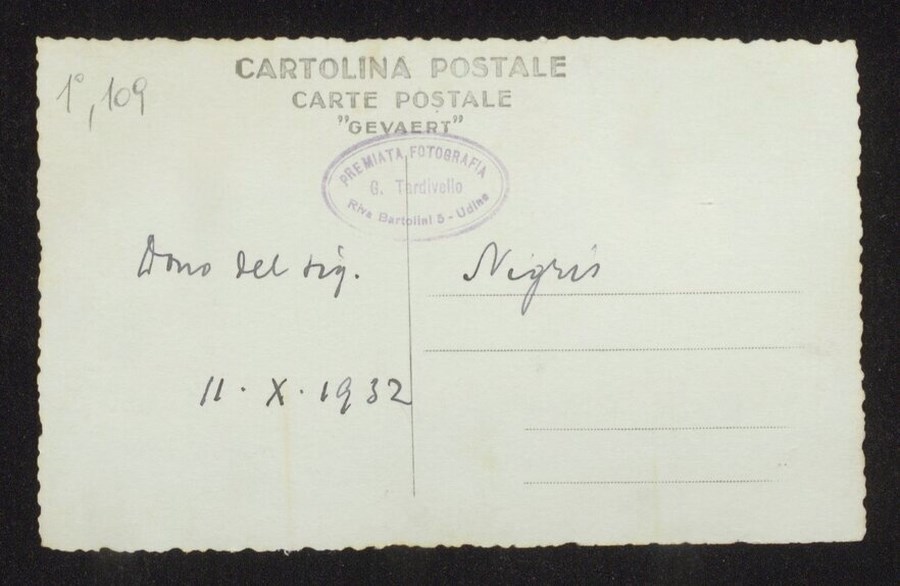 CARTOLINA POSTALE
CARTE POSTALE
"GEVAERT"
1°, 109
PREMIATA FOTOGRAFIA
G. Tardivello
Riva Bartolini 5 - Udine
Dono del sig. Nigris
11 · X · 1932